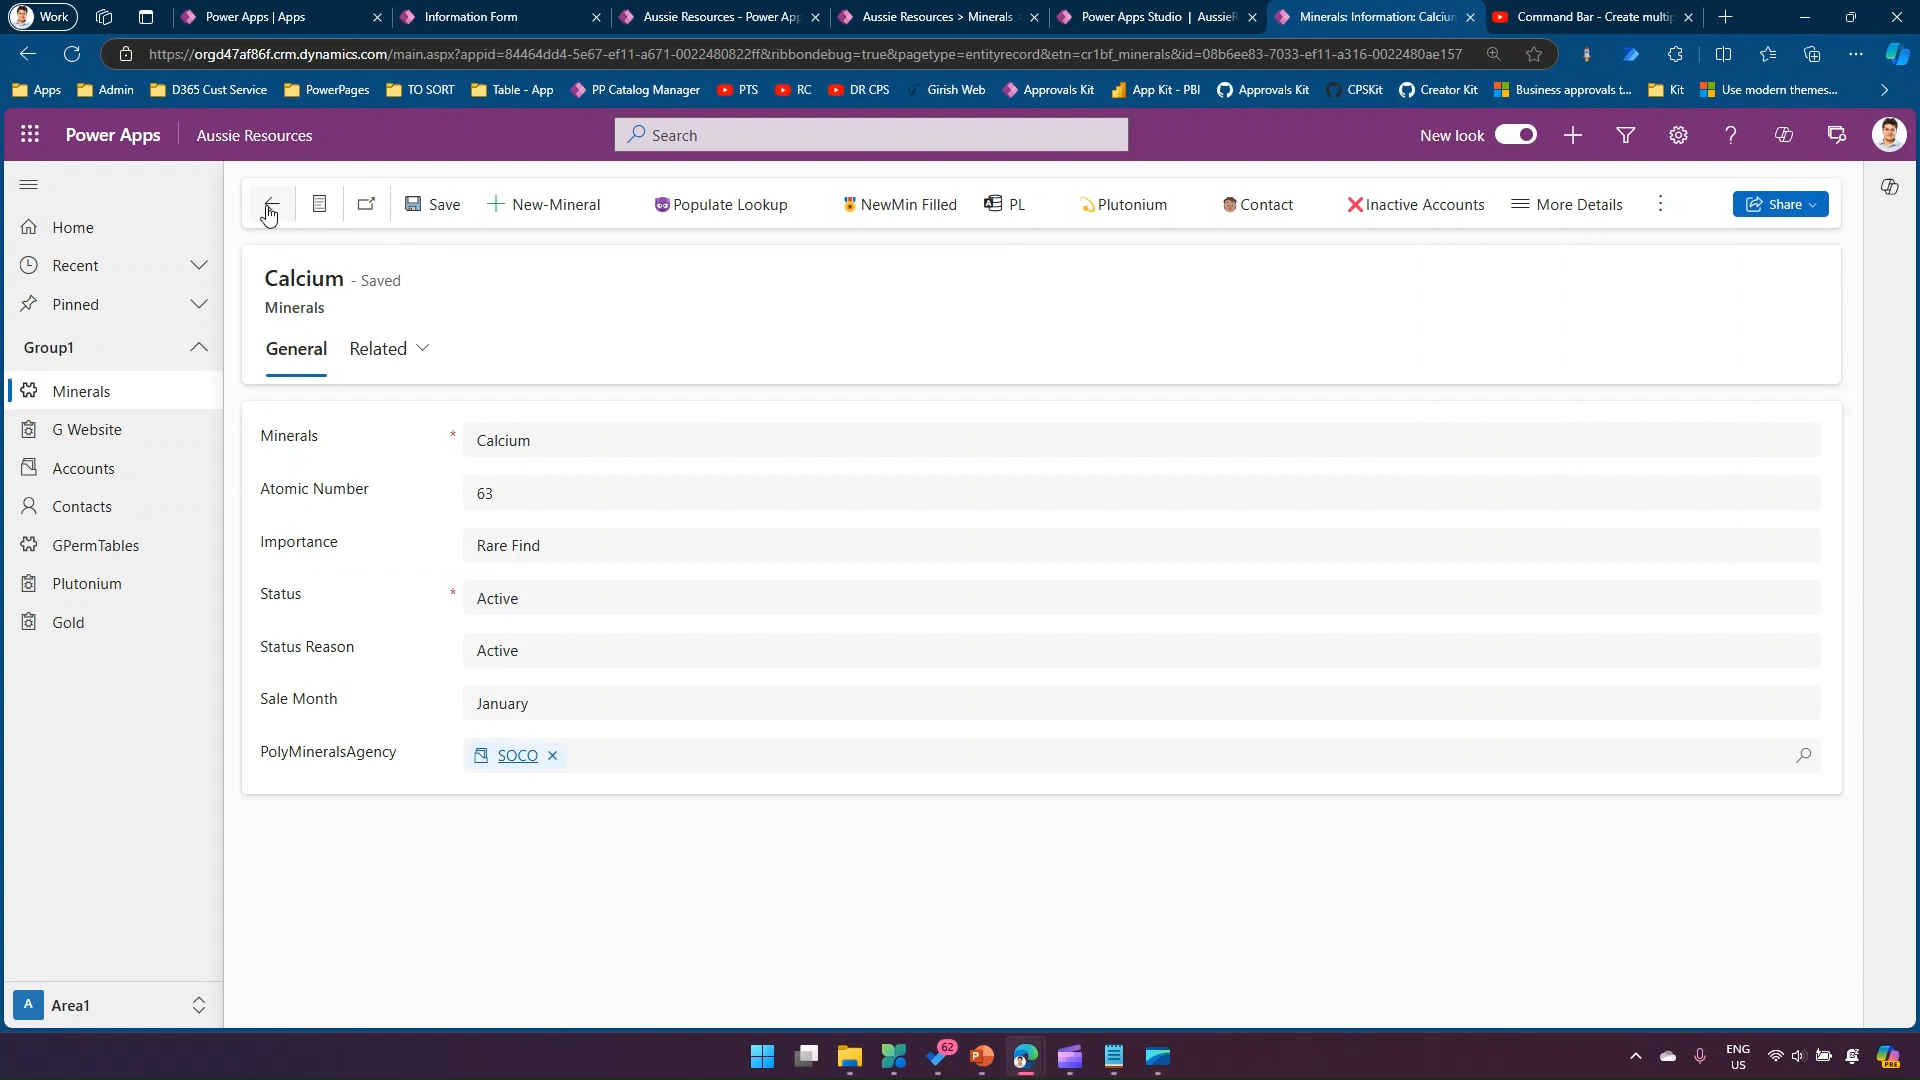 Work
Power Apps | Apps
Information Form
Aussie Resources - Power App
Aussie Resources > Minerals
Power Apps Studio | AussieR
Minerals: Information: Calciun
Command Bar - Create multip
https://orgd47af86f.crm.dynamics.com/main.aspx?appid=84464dd4-5e67-ef11-a671-0022480822ff&ribbondebug=true&pagetype=entityrecord&etn=cr1bf_minerals&id=08b6ee83-7033-ef11-a316-0022480ae157
Apps
Admin
D365 Cust Service
PowerPages
TO SORT
Table - App
PP Catalog Manager
PTS
RC
DR CPS
Girish Web
Approvals Kit
App Kit - PBI
Approvals Kit
CPSKit
Creator Kit
Business approvals t...
Kit
Use modern themes...
Power Apps
Aussie Resources
Search
New look
Save
New-Mineral
Populate Lookup
NewMin Filled
PL
Plutonium
Contact
Inactive Accounts
More Details
Share
Home
Recent
Pinned
Group1
Minerals
G Website
Accounts
Contacts
GPermTables
Plutonium
Gold
A
Area1
Calcium - Saved
Minerals
General
Related
Minerals * Calcium
Atomic Number 63
Importance Rare Find
Status * Active
Status Reason Active
Sale Month January
PolyMineralsAgency SOCO
62
ENG
US
PRE